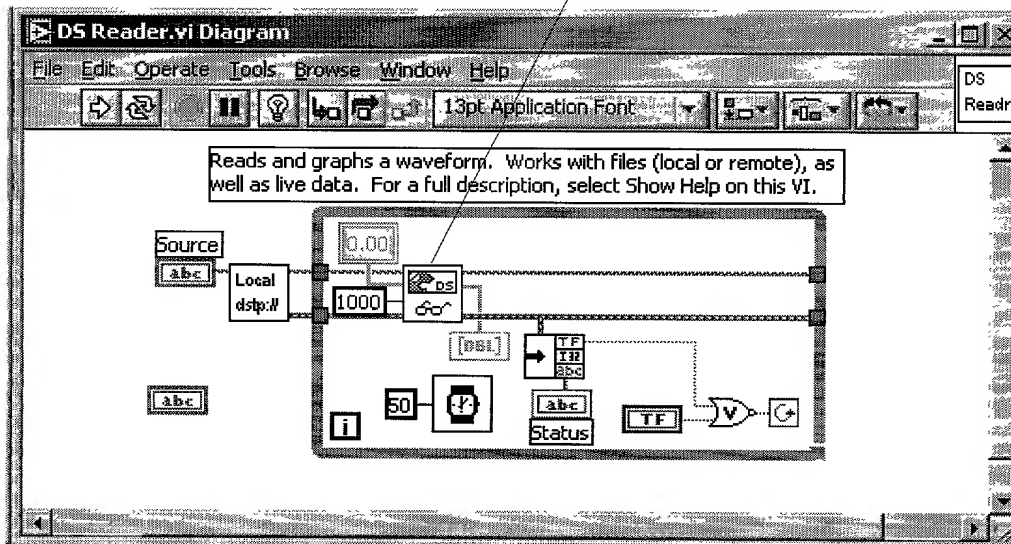 DS Reader.vi Diagram
File Edit Operate Tools Browse Window Help
13pt Application Font
DS
Readr
Reads and graphs a waveform. Works with files (local or remote), as
well as live data. For a full description, select Show Help on this VI.
Source
abc
Local
dstp://
0.00
DS
1000
[DBL]
TF
I32
abc
abc
50
abc
Status
TF
V
i